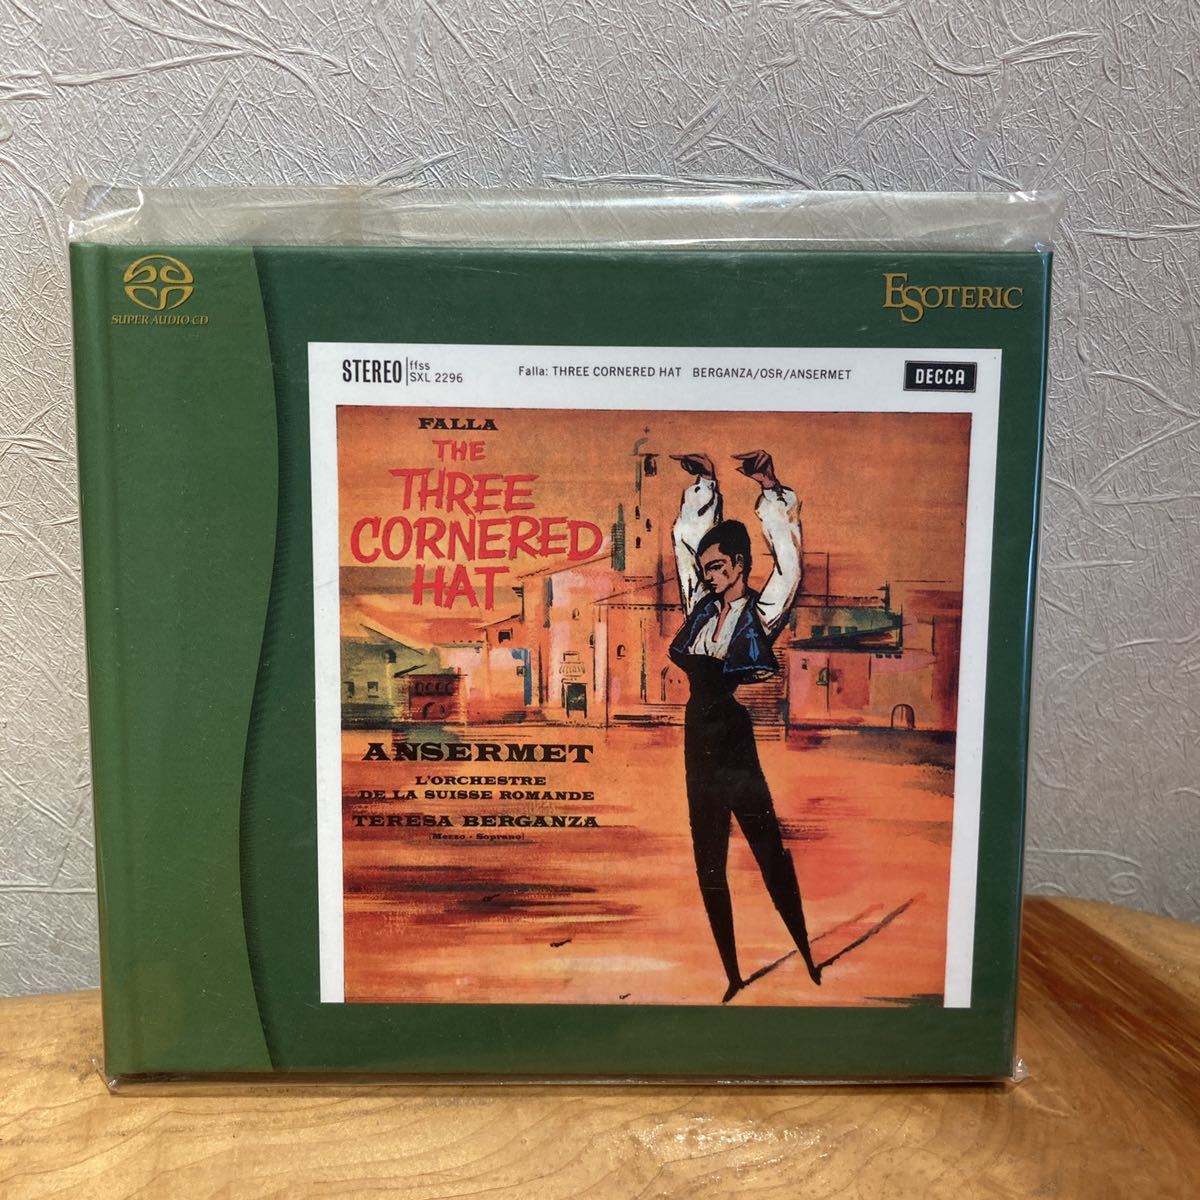 SUPER AUDIO CD
ESOTERIC
STEREO
ffss
SXL 2296
Falla: THREE CORNERED HAT BERGANZA/OSR/ANSERMET
DECCA
FALLA
THE
THREE
CORNERED
HAT
ANSERMET
L'ORCHESTRE
DE LA SUISSE ROMANDE
TERESA BERGANZA
(Mezzo - Soprano)